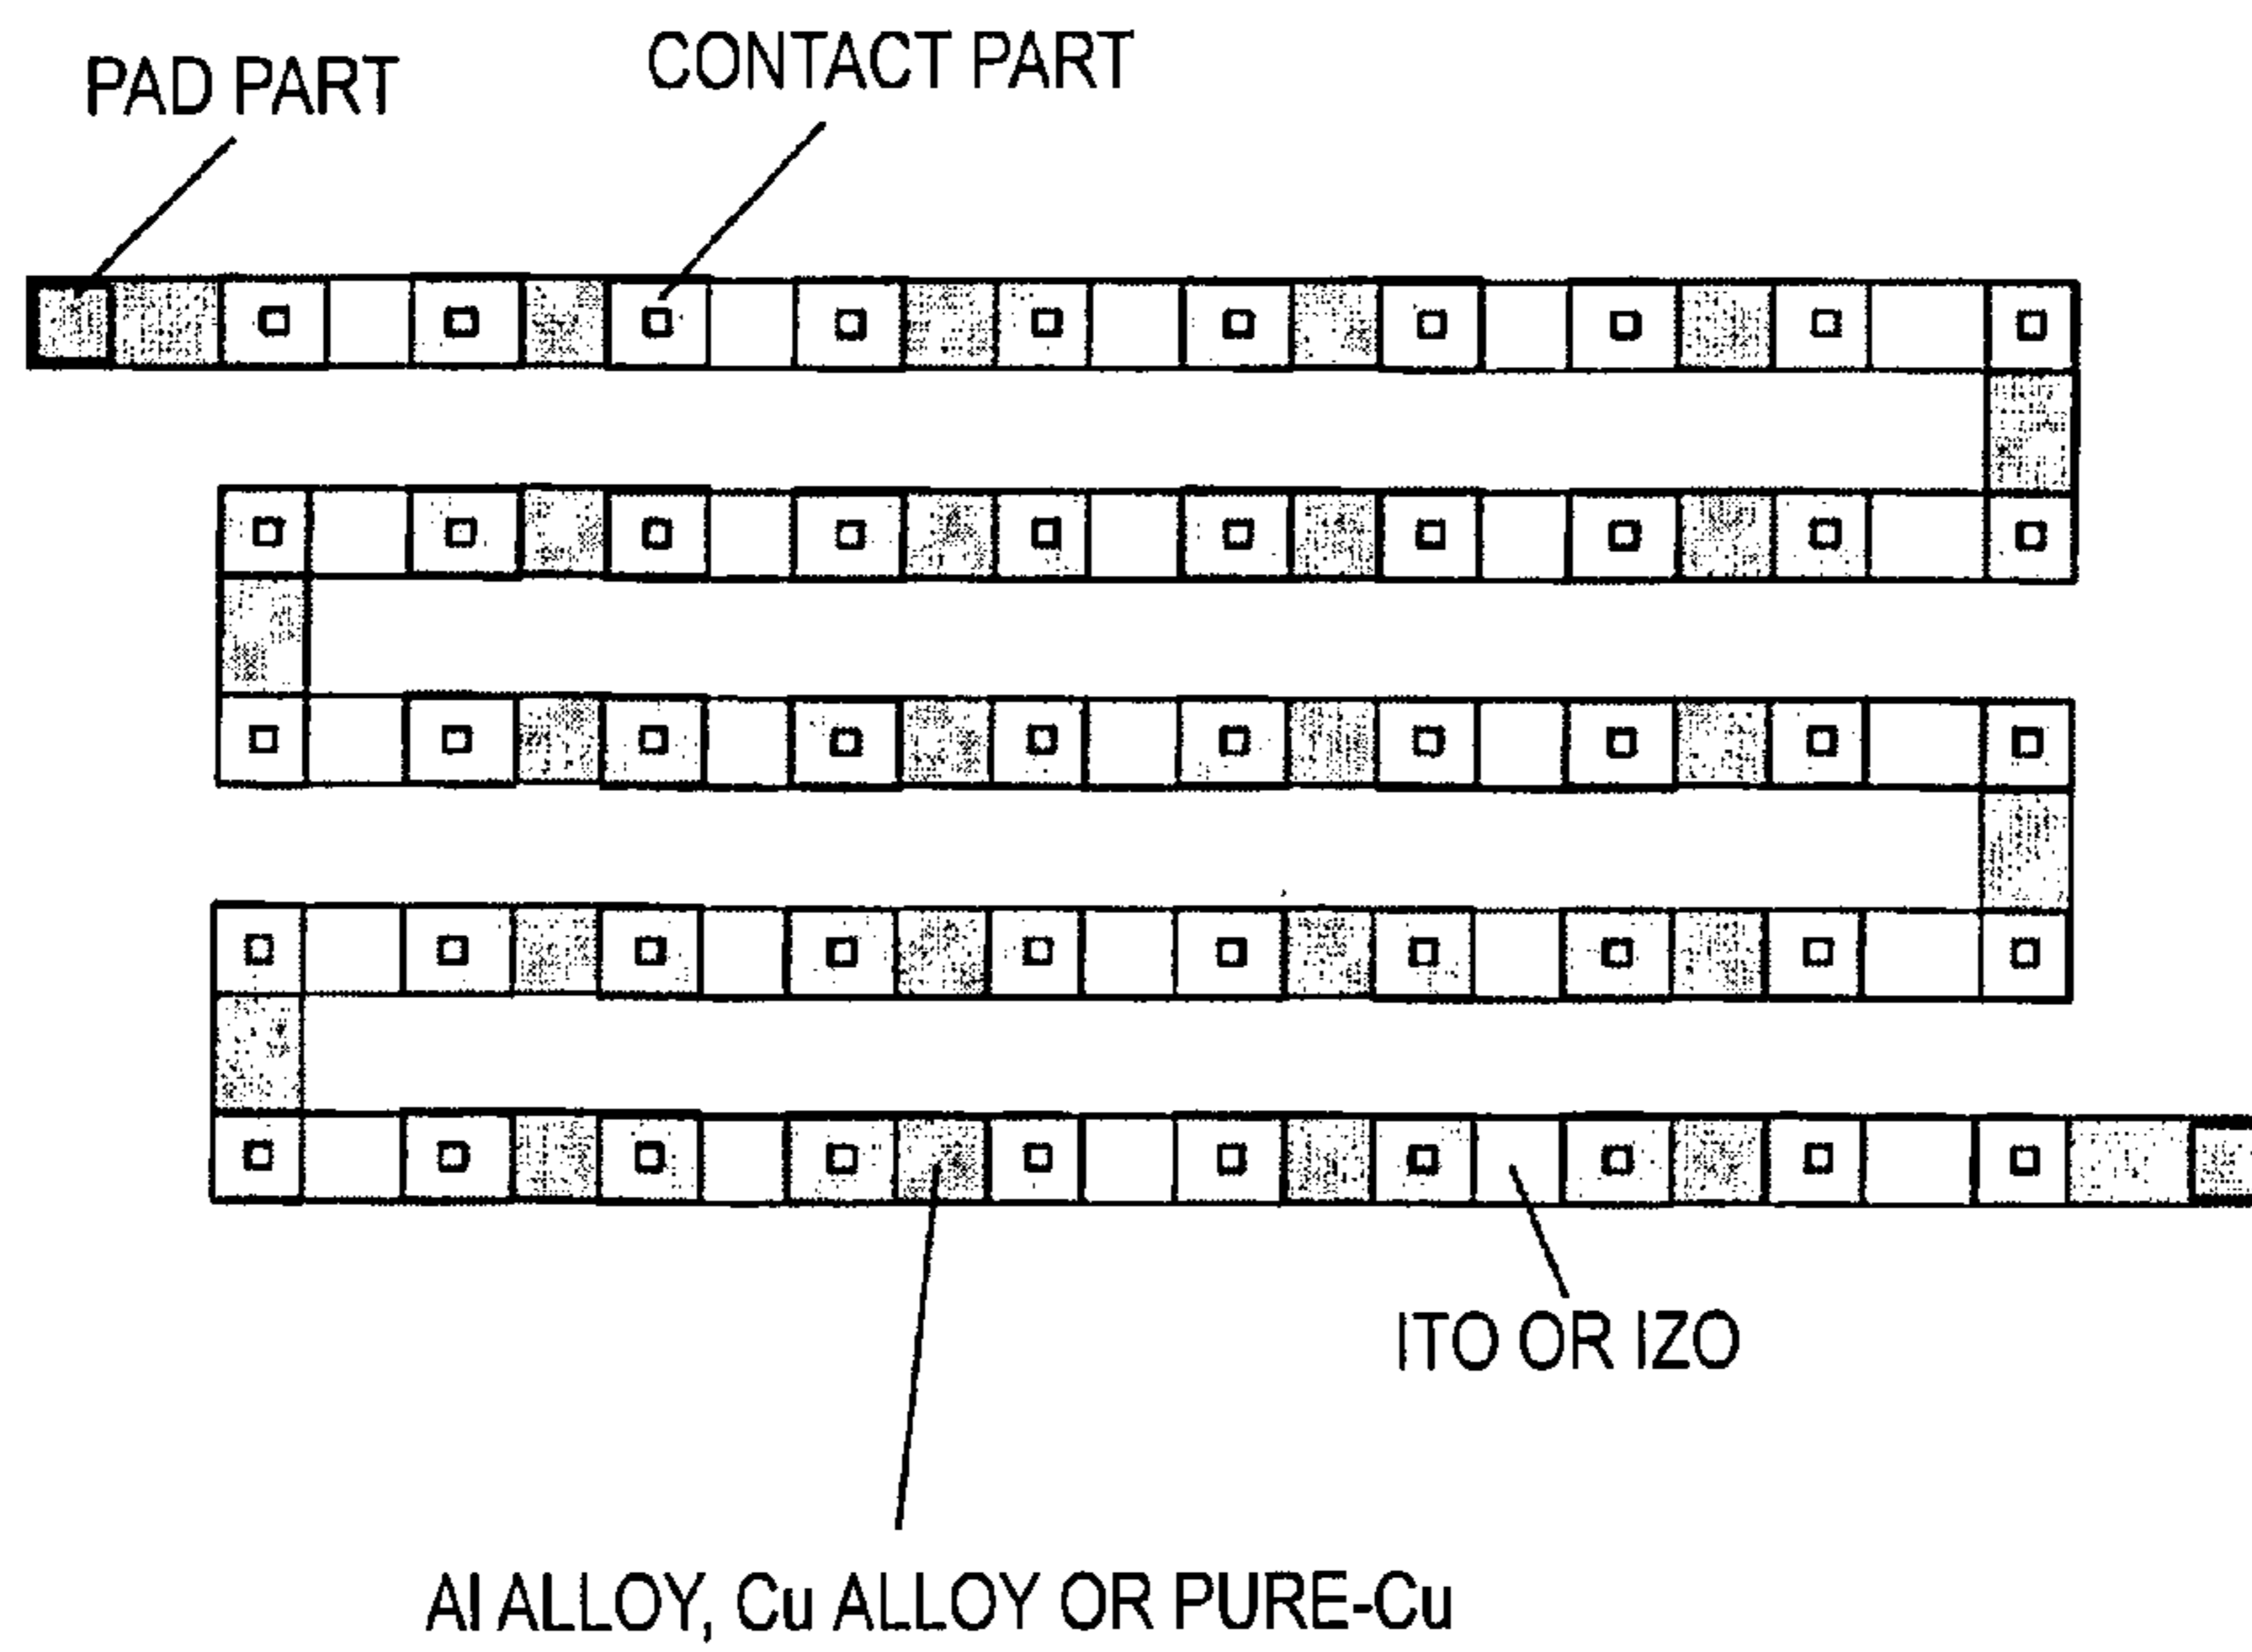 PAD PART
CONTACT PART
ITO OR IZO
Al ALLOY, Cu ALLOY OR PURE-Cu